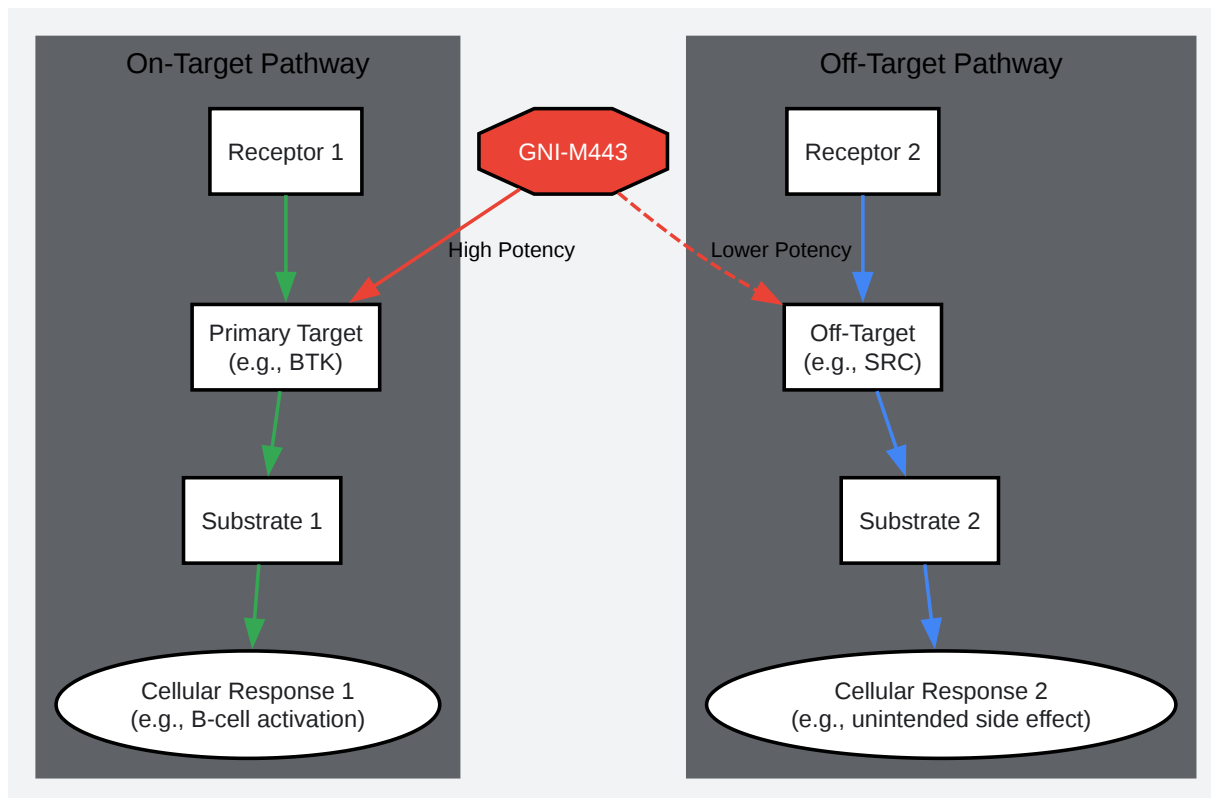 On-Target Pathway
Receptor 1
Primary Target
(e.g., BTK)
Substrate 1
Cellular Response 1
(e.g., B-cell activation)
GNI-M443
High Potency
Lower Potency
Off-Target Pathway
Receptor 2
Off-Target
(e.g., SRC)
Substrate 2
Cellular Response 2
(e.g., unintended side effect)